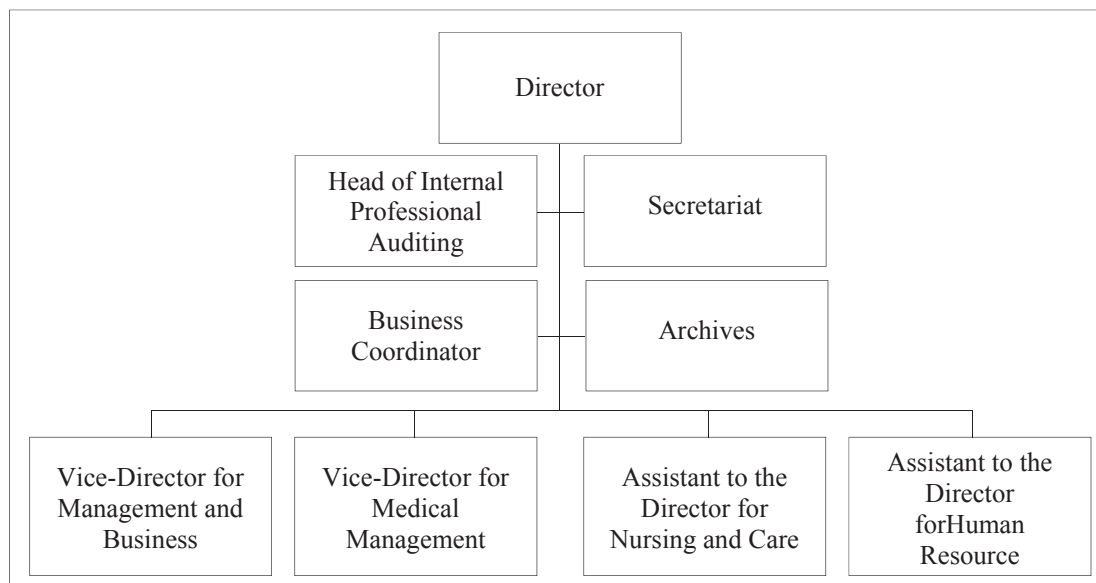 Director
Head of Internal
Professional
Auditing
Secretariat
Business
Coordinator
Archives
Vice-Director for
Management and
Business
Vice-Director for
Medical
Management
Assistant to the
Director for
Nursing and Care
Assistant to the
Director
forHuman
Resource